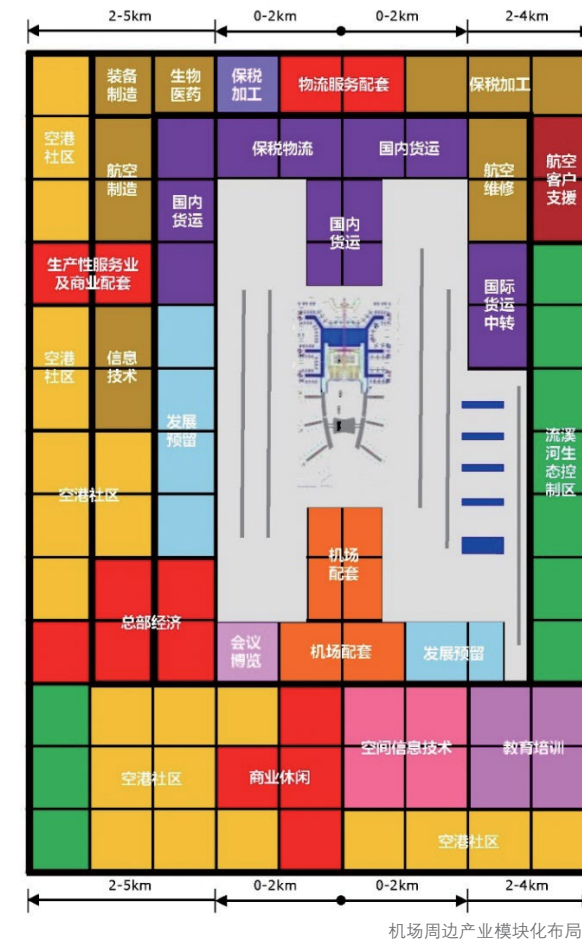 2-5km
0-2km
0-2km
2-4km
装备
制造
生物
医药
保税
加工
物流服务配套
保税加工
空港
社区
航空
制造
国内
货运
保税物流
国内货运
航空
维修
航空
客户
支援
国内
货运
生产性服务业
及商业配套
国际
货运
中转
空港
社区
信息
技术
发展
预留
流溪
河生
态控
制区
空港社区
机场
配套
总部经济
会议
博览
机场配套
发展预留
空港社区
商业休闲
空间信息技术
教育培训
空港社区
2-5km
0-2km
0-2km
2-4km
机场周边产业模块化布局